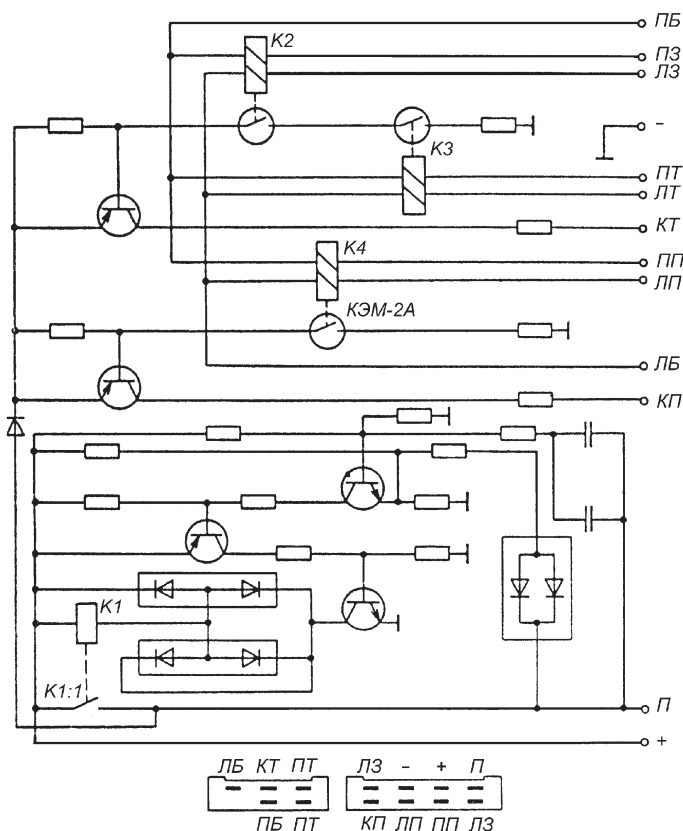 ПБ
К2
ПЗ
ЛЗ
–
К3
ПТ
ЛТ
КТ
К4
ПП
ЛП
КЭМ-2А
ЛБ
КП
К1
К1:1
П
+
ЛБ КТ ПТ
ПБ ПТ
ЛЗ – + П
КП ЛП ПП ЛЗ